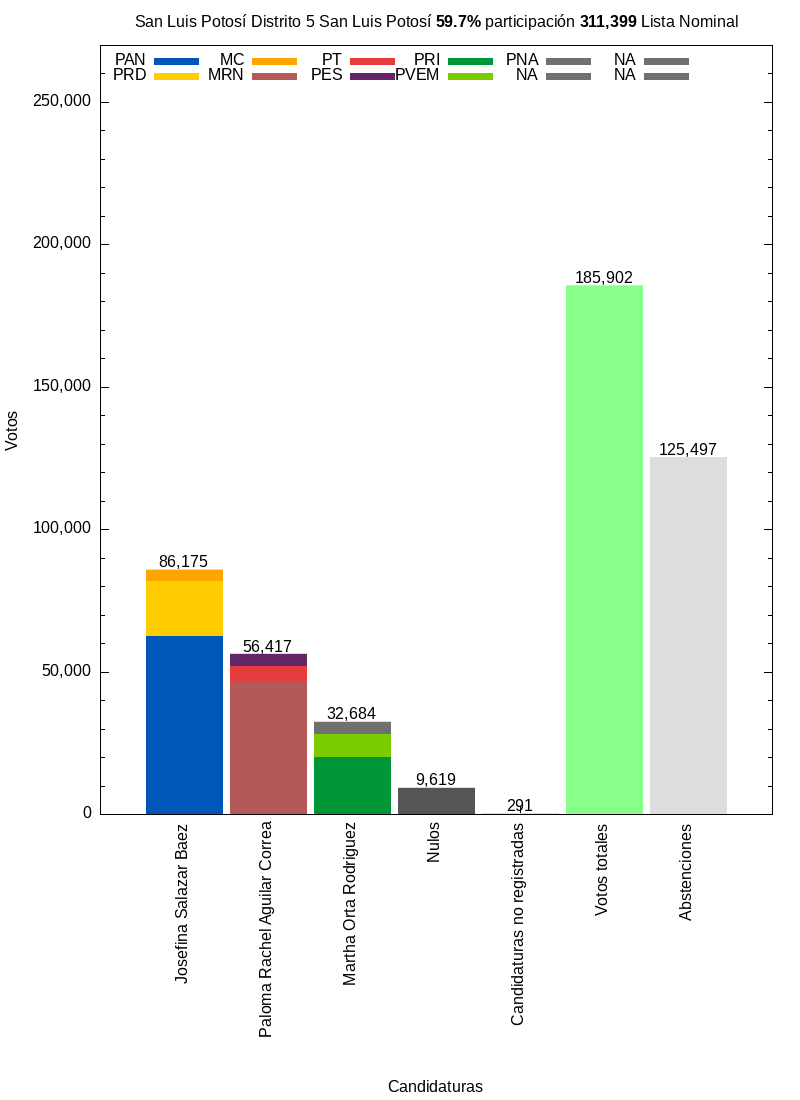 San Luis Potosí Distrito 5 San Luis Potosí 59.7% participación 311,399 Lista Nominal
PAN MC PT PRI PNA NA
PRD MRN PES PVEM NA NA
250,000
200,000
150,000
100,000
50,000
0
Votos
86,175
56,417
32,684
9,619
291
185,902
125,497
Josefina Salazar Baez
Paloma Rachel Aguilar Correa
Martha Orta Rodriguez
Nulos
Candidaturas no registradas
Votos totales
Abstenciones
Candidaturas